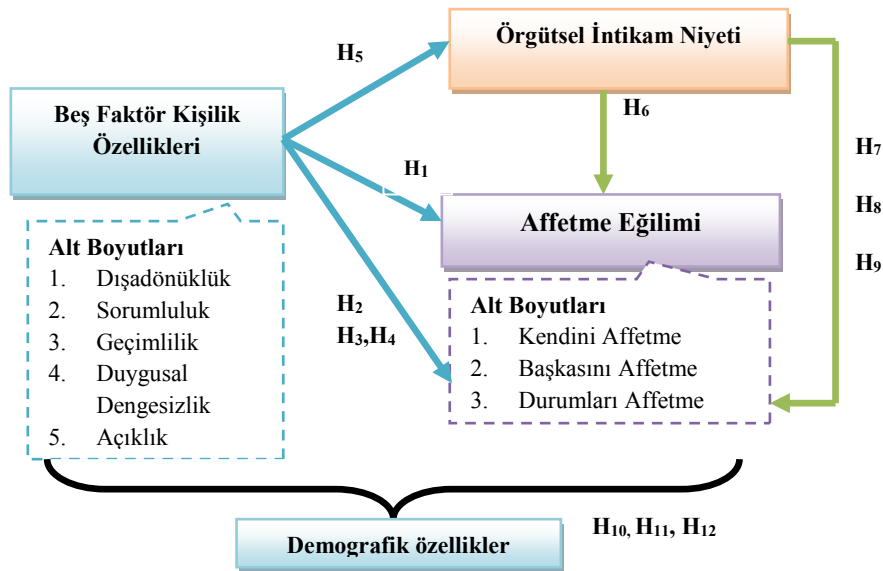 Örgütsel İntikam Niyeti
H5
H6
Beş Faktör Kişilik
Özellikleri
H7
H1
H8
Affetme Eğilimi
H9
Alt Boyutları
1. Dışadönüklük
2. Sorumluluk
3. Geçimlilik
4. Duygusal
Dengesizlik
5. Açıklık
H2
H3,H4
Alt Boyutları
1. Kendini Affetme
2. Başkasını Affetme
3. Durumları Affetme
H10, H11, H12
Demografik özellikler